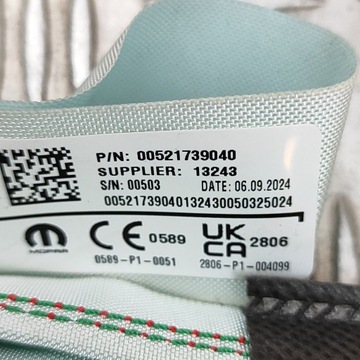 P/N: 00521739040
SUPPLIER: 13243
S/N: 00503 DATE: 06.09.2024
00521739040132430050325024
MOPAR
CE 0589
0589-P1-0051
UK
CA 2806
2806-P1-004099